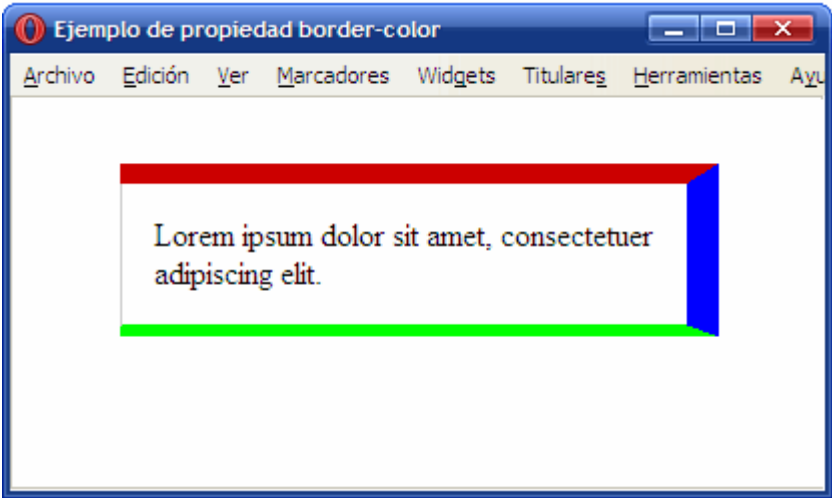 Ejemplo de propiedad border-color
Archivo Edición Ver Marcadores Widgets Titulares Herramientas Ayu
Lorem ipsum dolor sit amet, consectetuer
adipiscing elit.